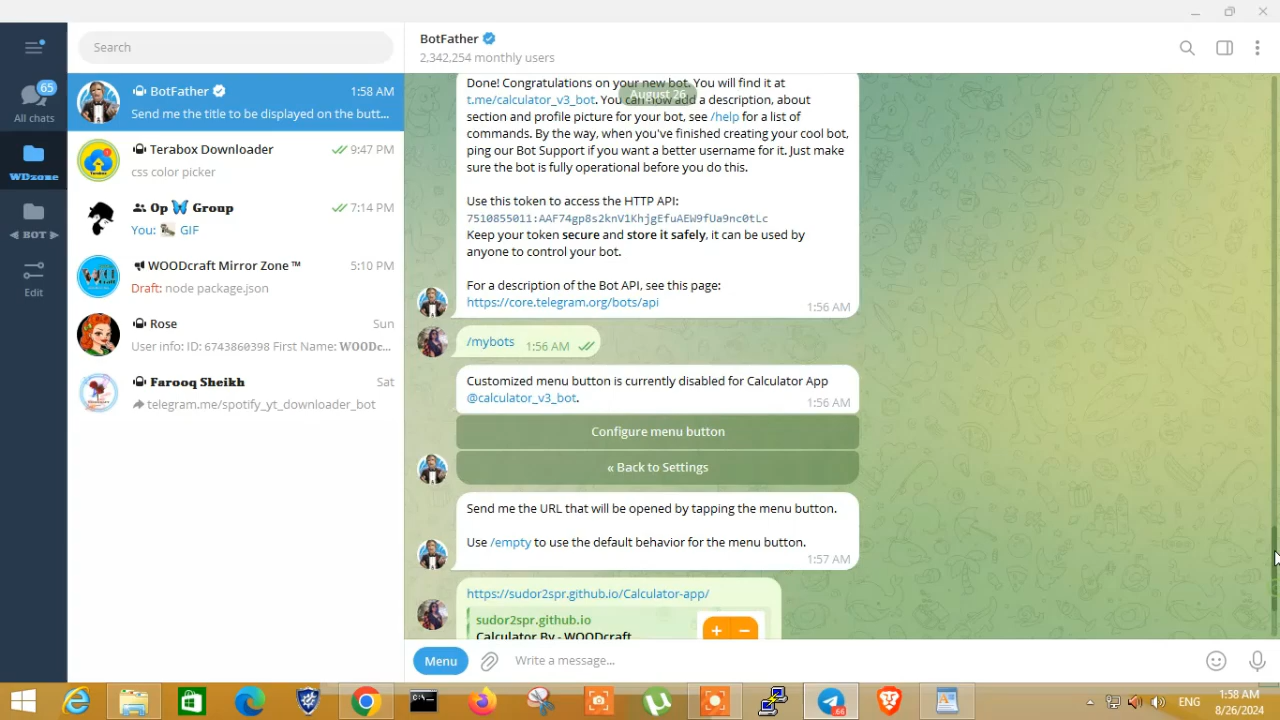 Search
BotFather
2,342,254 monthly users
65
All chats
WDzone
◀ BOT ▶
Edit
BotFather
1:58 AM
Send me the title to be displayed on the butt...
Terabox Downloader
9:47 PM
css color picker
Op 🦋 Group
7:14 PM
You: GIF
WOODcraft Mirror Zone ™
5:10 PM
Draft: node package.json
Rose
Sun
User info: ID: 6743860398 First Name: WOODc...
Farooq Sheikh
Sat
telegram.me/spotify_yt_downloader_bot
August 26
Done! Congratulations on your new bot. You will find it at
t.me/calculator_v3_bot. You can now add a description, about
section and profile picture for your bot, see /help for a list of
commands. By the way, when you've finished creating your cool bot,
ping our Bot Support if you want a better username for it. Just make
sure the bot is fully operational before you do this.
Use this token to access the HTTP API:
7510855011:AAF74gp8s2knV1KhjgEfuAEW9fUa9nc0tLc
Keep your token secure and store it safely, it can be used by
anyone to control your bot.
For a description of the Bot API, see this page:
https://core.telegram.org/bots/api
1:56 AM
/mybots
1:56 AM
Customized menu button is currently disabled for Calculator App
@calculator_v3_bot.
1:56 AM
Configure menu button
« Back to Settings
Send me the URL that will be opened by tapping the menu button.
Use /empty to use the default behavior for the menu button.
1:57 AM
https://sudor2spr.github.io/Calculator-app/
sudor2spr.github.io
Calculator By - WOODcraft
+ −
Menu
Write a message...
66
ENG
1:58 AM
8/26/2024